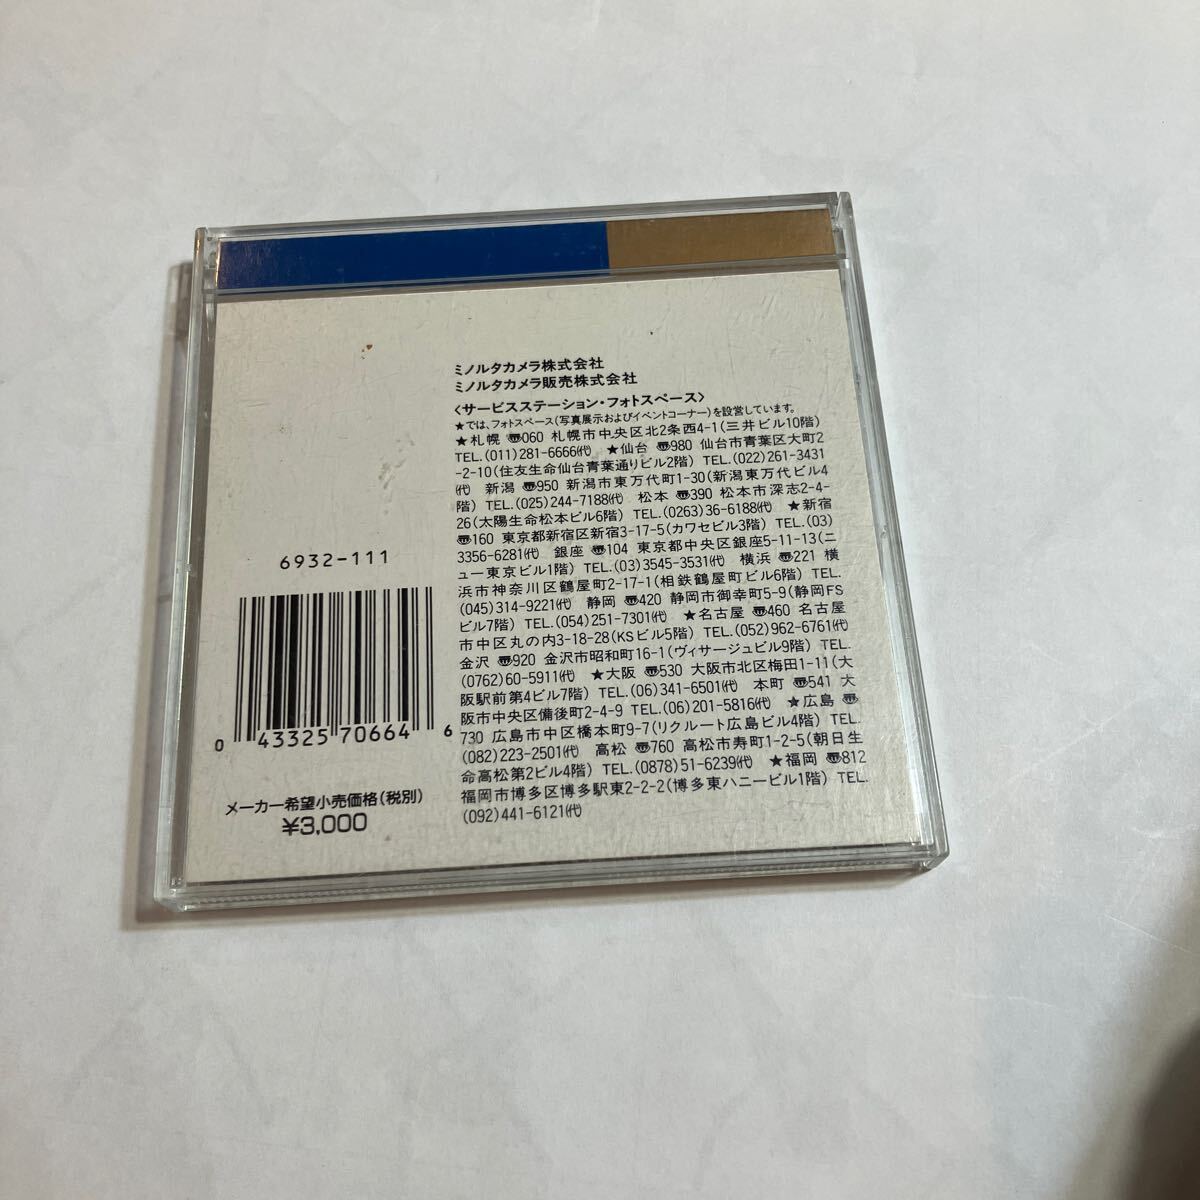 ミノルタカメラ株式会社
ミノルタカメラ販売株式会社
〈サービスステーション・フォトスペース〉
★では、フォトスペース(写真展示およびイベントコーナー)を設営しています。
★札幌 〠060 札幌市中央区北2条西4-1(三井ビル10階)
TEL.(011)281-6666㈹ ★仙台 〠980 仙台市青葉区大町2
-2-10(住友生命仙台青葉通りビル2階) TEL.(022)261-3431
㈹ 新潟 〠950 新潟市東万代町1-30(新潟東万代ビル4
階) TEL.(025)244-7188㈹ 松本 〠390 松本市深志2-4-
26(太陽生命松本ビル6階) TEL.(0263)36-6188㈹ ★新宿
〠160 東京都新宿区新宿3-17-5(カワセビル3階) TEL.(03)
3356-6281㈹ 銀座 〠104 東京都中央区銀座5-11-13(ニ
ュー東京ビル1階) TEL.(03)3545-3531㈹ 横浜 〠221 横
浜市神奈川区鶴屋町2-17-1(相鉄鶴屋町ビル6階) TEL.
(045)314-9221㈹ 静岡 〠420 静岡市御幸町5-9(静岡FS
ビル7階) TEL.(054)251-7301㈹ ★名古屋 〠460 名古屋
市中区丸の内3-18-28(KSビル5階) TEL.(052)962-6761㈹
金沢 〠920 金沢市昭和町16-1(ヴィサージュビル9階) TEL.
(0762)60-5911㈹ ★大阪 〠530 大阪市北区梅田1-11(大
阪駅前第4ビル7階) TEL.(06)341-6501㈹ 本町 〠541 大
阪市中央区備後町2-4-9 TEL.(06)201-5816㈹ ★広島 〠
730 広島市中区橋本町9-7(リクルート広島ビル4階) TEL.
(082)223-2501㈹ 高松 〠760 高松市寿町1-2-5(朝日生
命高松第2ビル4階) TEL.(0878)51-6239㈹ ★福岡 〠812
福岡市博多区博多駅東2-2-2(博多東ハニービル1階) TEL.
(092)441-6121㈹
6932-111
0 43325 70664 6
メーカー希望小売価格(税別)
¥3,000